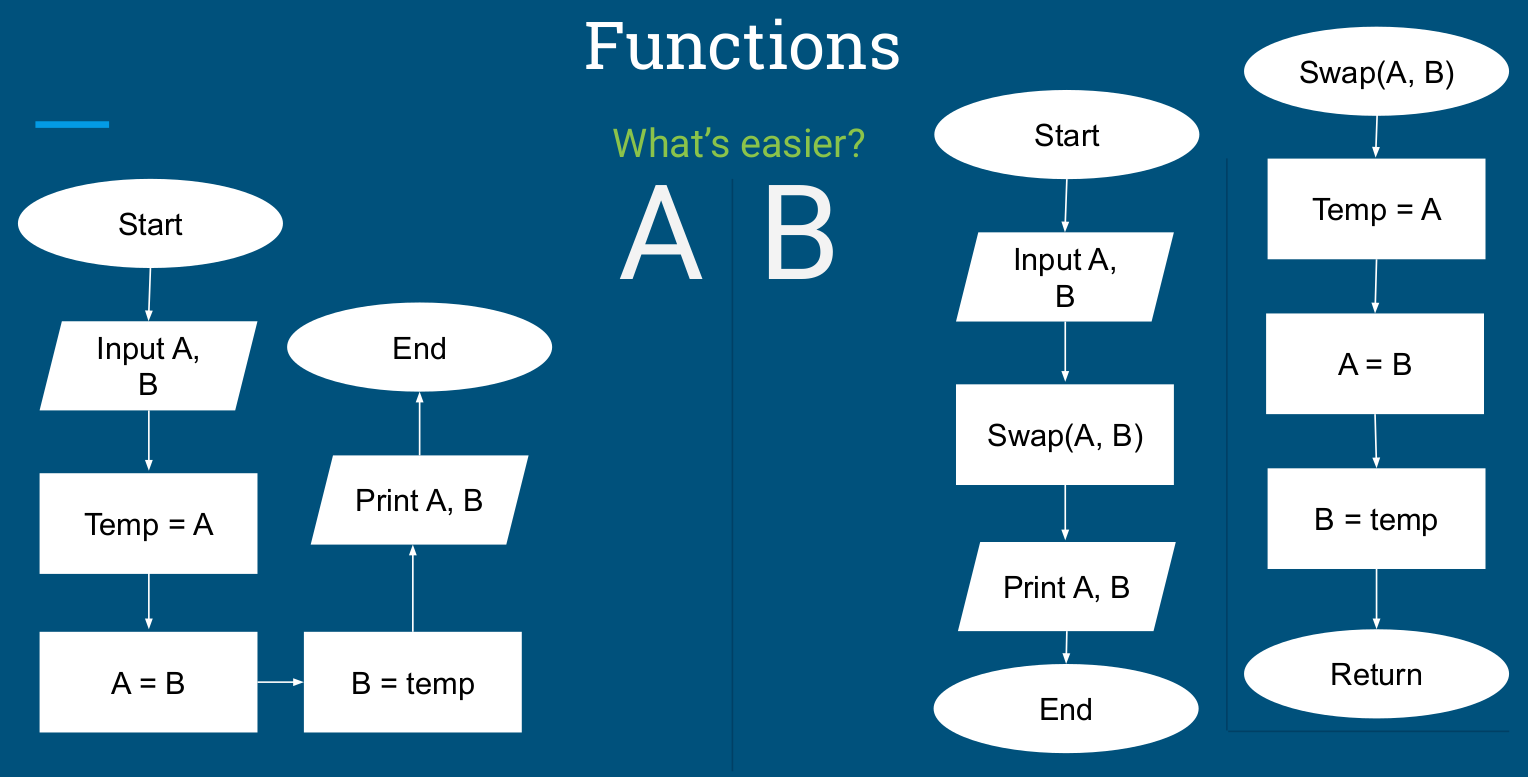 Functions
What's easier?
A
Start
Input A,
B
Temp = A
A = B
B = temp
Print A, B
End
B
Start
Input A,
B
Swap(A, B)
Print A, B
End
Swap(A, B)
Temp = A
A = B
B = temp
Return